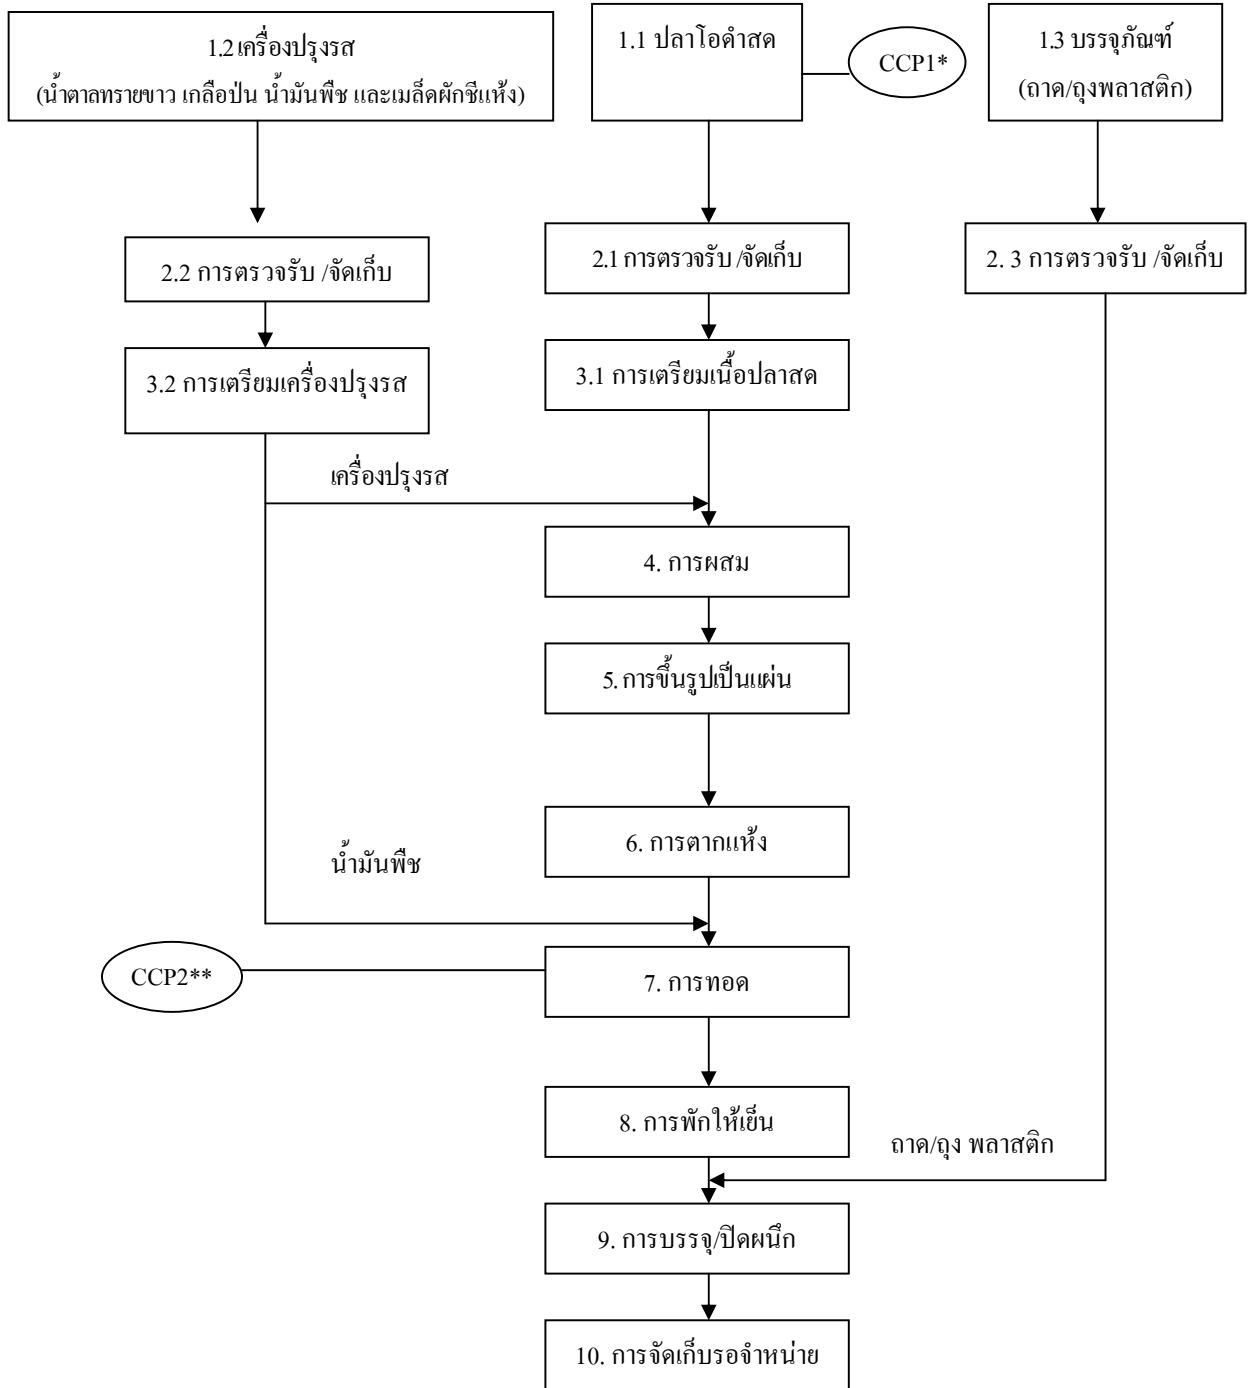 1.2 เครื่องปรุงรส
(น้ำตาลทรายขาว เกลือป่น น้ำมันพืช และเมล็ดผักชีแห้ง)
1.1 ปลาโอดำสด
CCP1*
1.3 บรรจุภัณฑ์
(ถาด/ถุงพลาสติก)
2.2 การตรวจรับ /จัดเก็บ
2.1 การตรวจรับ /จัดเก็บ
2. 3 การตรวจรับ /จัดเก็บ
3.2 การเตรียมเครื่องปรุงรส
3.1 การเตรียมเนื้อปลาสด
เครื่องปรุงรส
4. การผสม
5. การขึ้นรูปเป็นแผ่น
6. การตากแห้ง
น้ำมันพืช
CCP2**
7. การทอด
8. การพักให้เย็น
ถาด/ถุง พลาสติก
9. การบรรจุ/ปิดผนึก
10. การจัดเก็บรอจำหน่าย